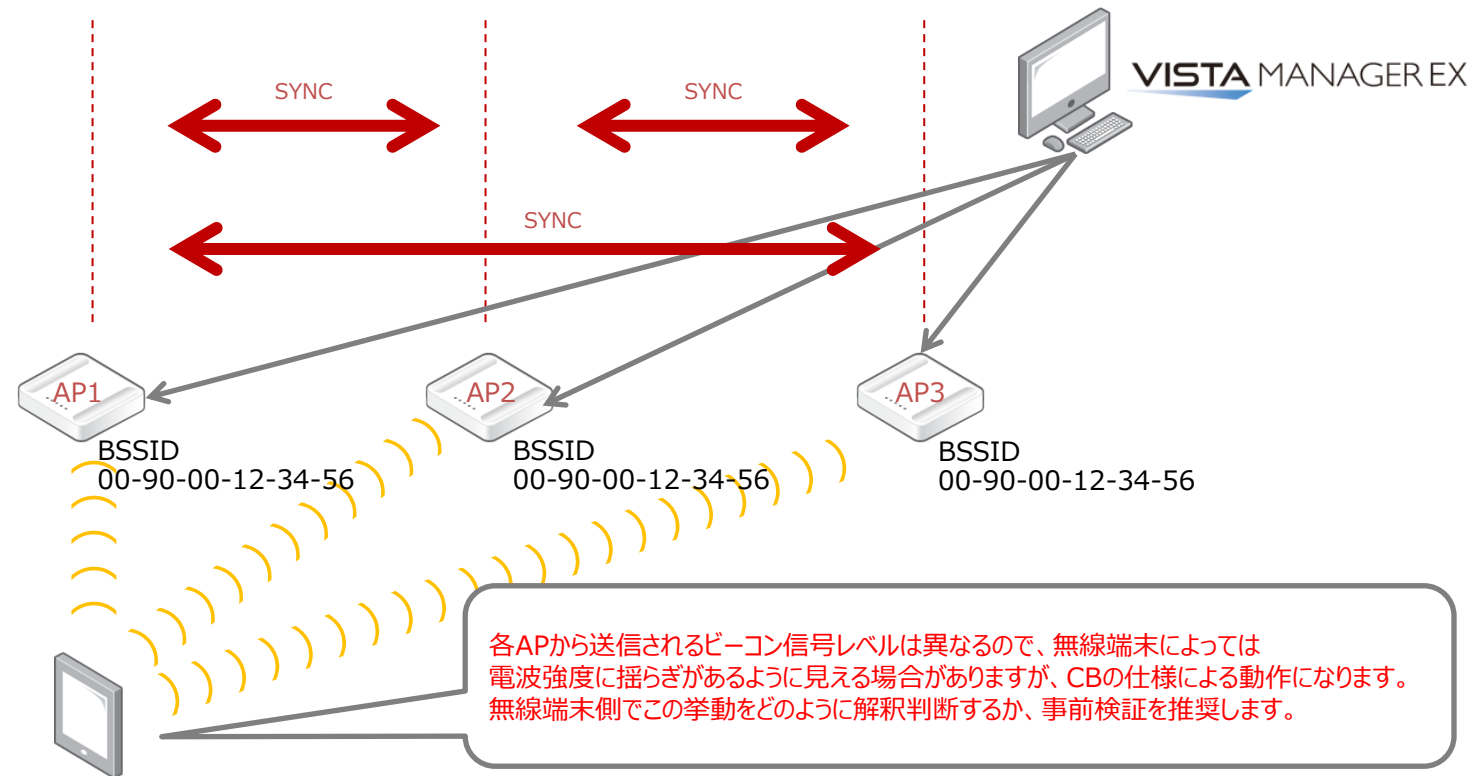 SYNC
SYNC
VISTA MANAGER EX
SYNC
AP1
AP2
AP3
BSSID
00-90-00-12-34-56
BSSID
00-90-00-12-34-56
BSSID
00-90-00-12-34-56
各APから送信されるビーコン信号レベルは異なるので、無線端末によっては
電波強度に揺らぎがあるように見える場合がありますが、CBの仕様による動作になります。
無線端末側でこの挙動をどのように解釈判断するか、事前検証を推奨します。